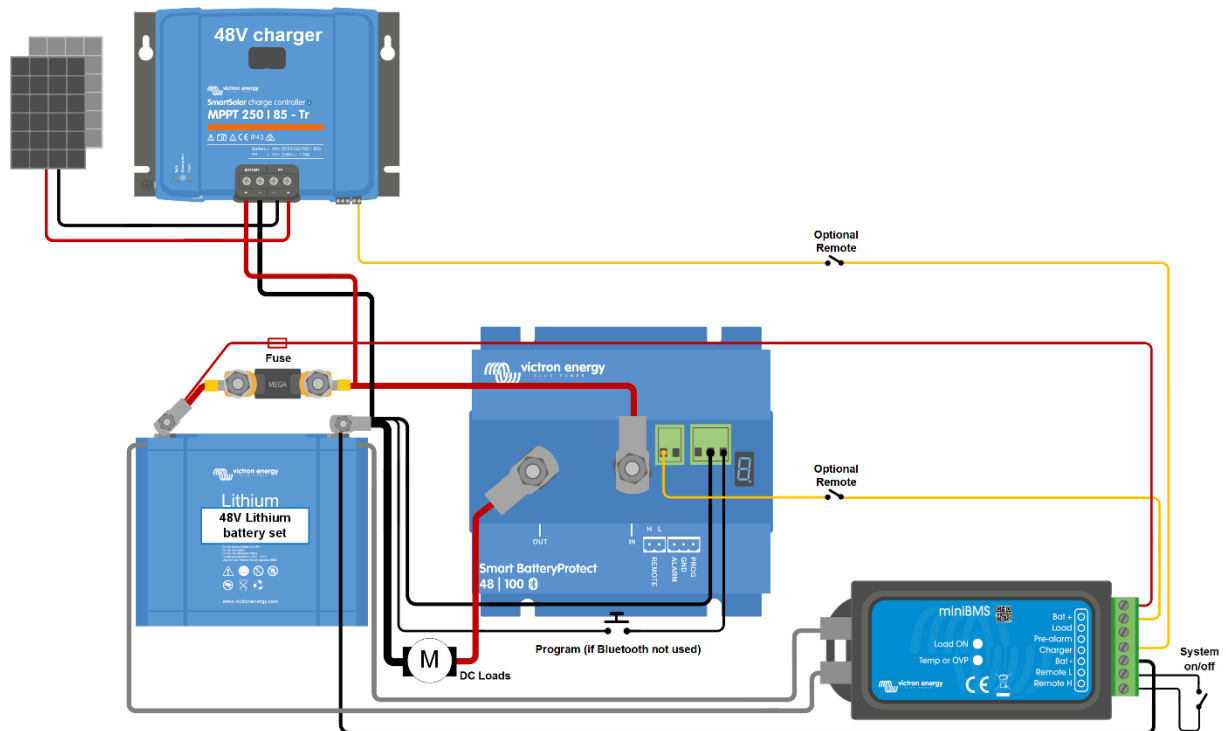 48V charger
victron energy
SmartSolar charge controller
MPPT 250 | 85 - Tr
IP43
BATTERY
PV
Optional
Remote
Fuse
MEGA
victron energy
BLUE POWER
victron energy
Lithium
48V Lithium
battery set
www.victronenergy.com
OUT
IN
H L
REMOTE
ALARM
GND
PROG
Smart BatteryProtect
48 | 100
Optional
Remote
Program (if Bluetooth not used)
M
DC Loads
miniBMS
Load ON
Temp or OVP
victron energy
Bat +
Load
Pre-alarm
Charger
Bat -
Remote L
Remote H
System
on/off